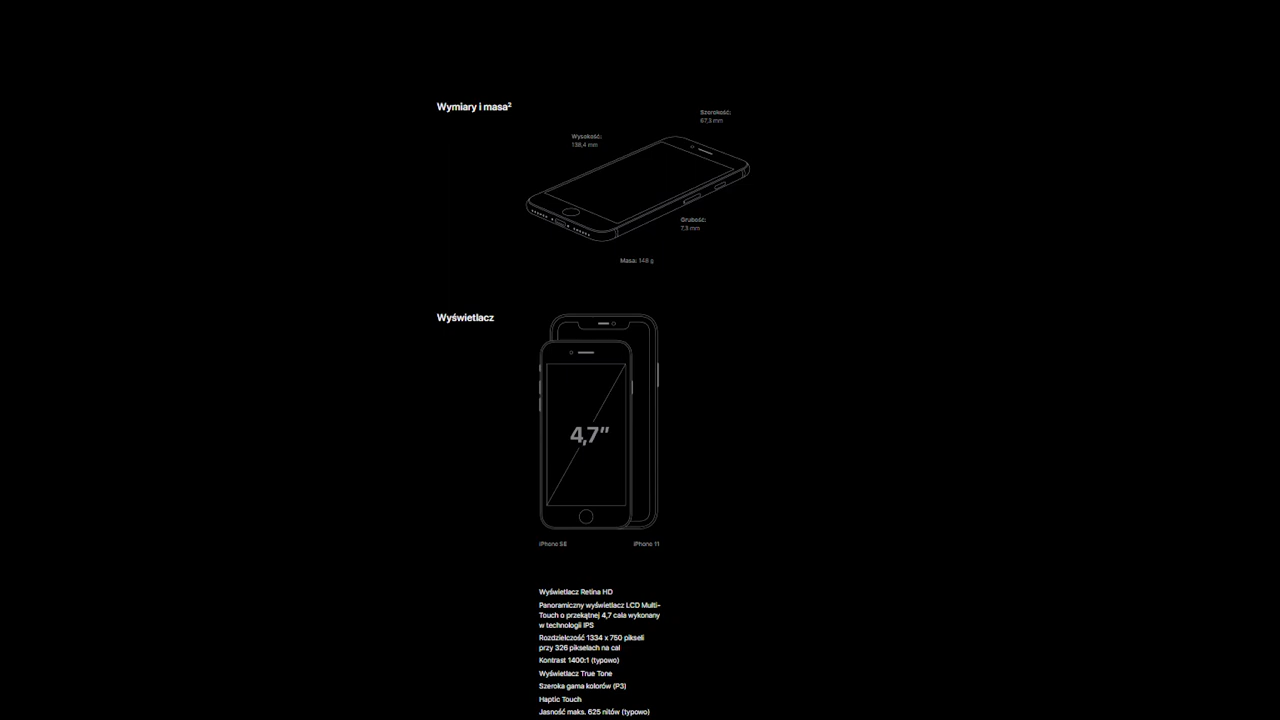 Wymiary i masa²
Szerokość:
67,3 mm
Wysokość:
138,4 mm
Grubość:
7,3 mm
Masa: 148 g
Wyświetlacz
4,7″
iPhone SE
iPhone 11
Wyświetlacz Retina HD
Panoramiczny wyświetlacz LCD Multi-
Touch o przekątnej 4,7 cala wykonany
w technologii IPS
Rozdzielczość 1334 x 750 pikseli
przy 326 pikselach na cal
Kontrast 1400:1 (typowo)
Wyświetlacz True Tone
Szeroka gama kolorów (P3)
Haptic Touch
Jasność maks. 625 nitów (typowo)